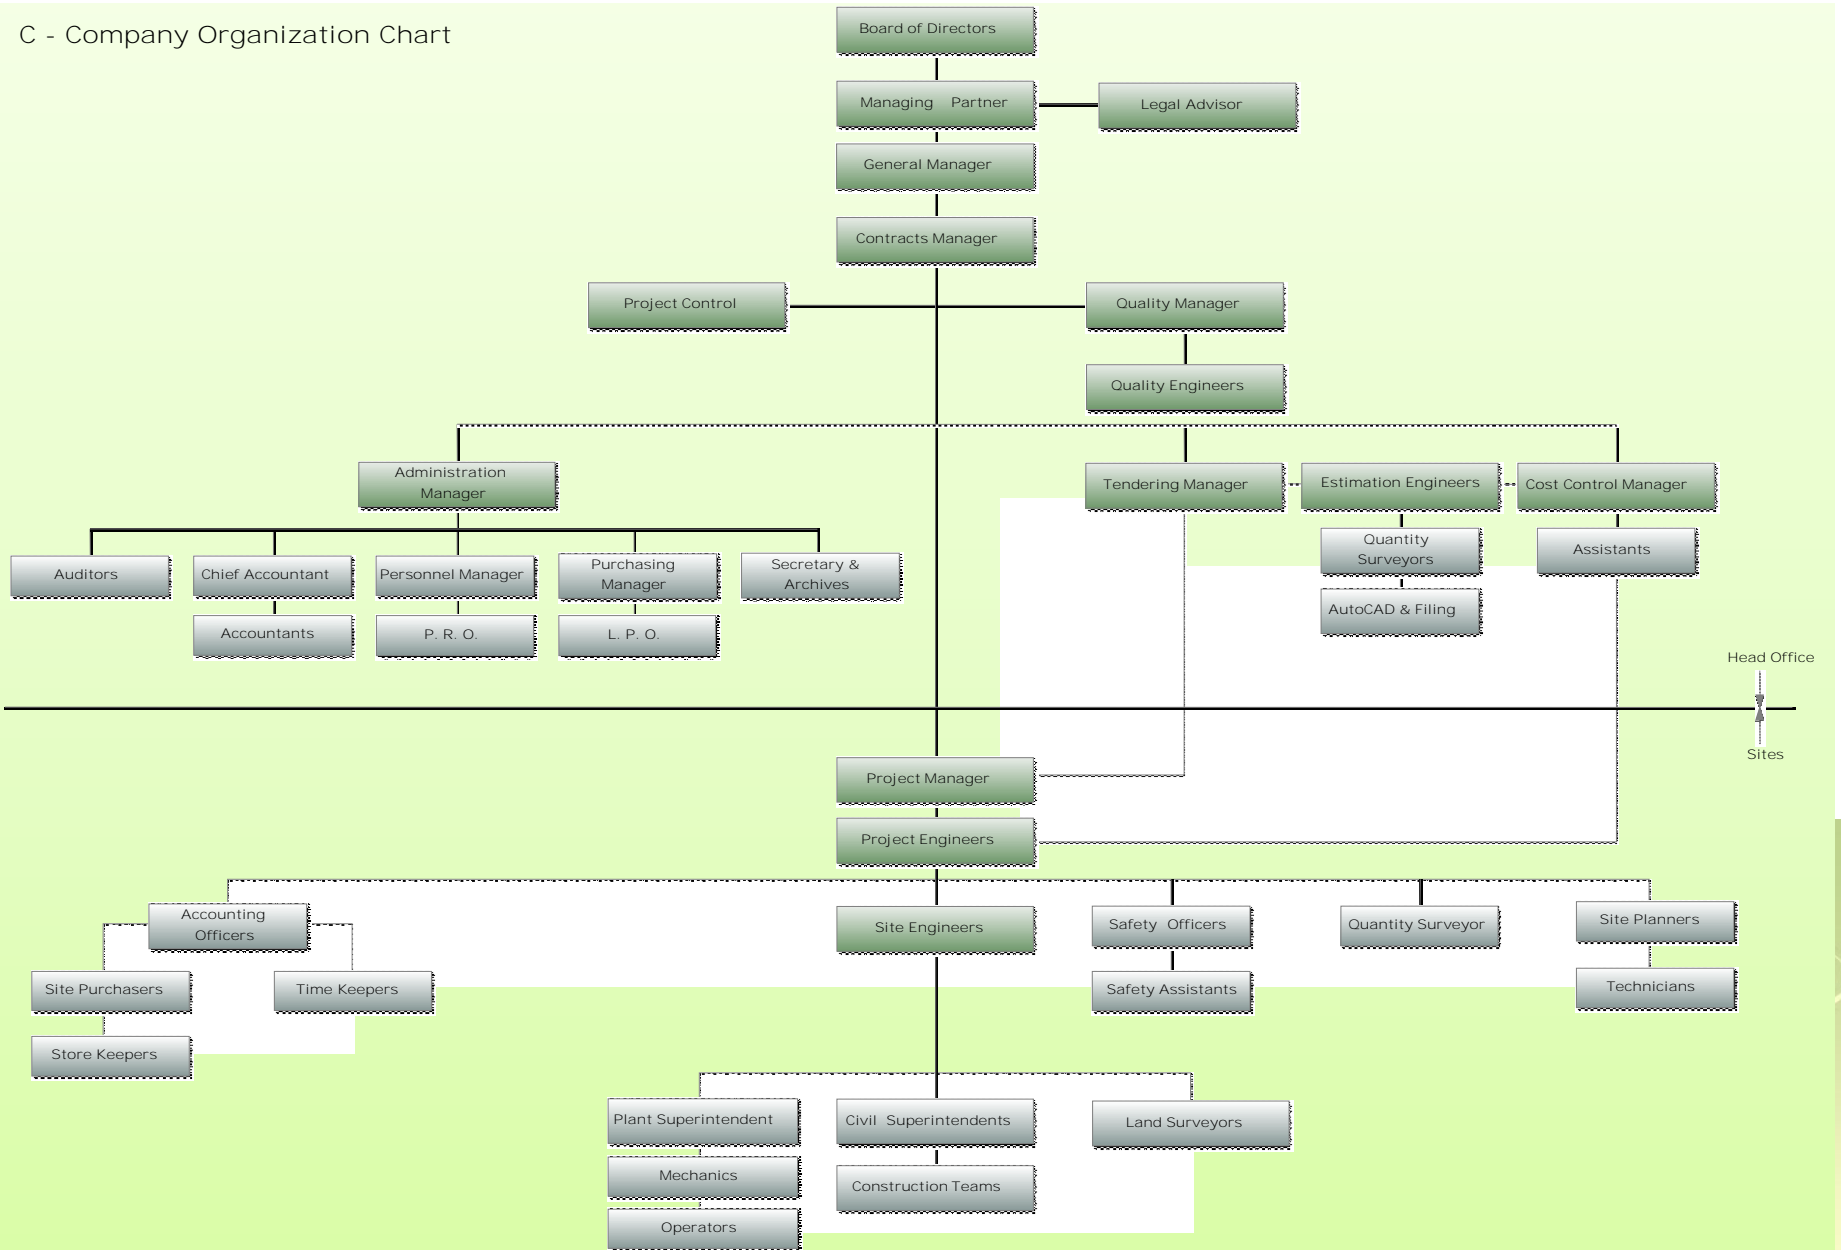 C - Company Organization Chart
Board of Directors
Managing Partner
Legal Advisor
General Manager
Contracts Manager
Project Control
Quality Manager
Quality Engineers
Administration
Manager
Tendering Manager
Estimation Engineers
Cost Control Manager
Auditors
Chief Accountant
Personnel Manager
Purchasing
Manager
Secretary &
Archives
Quantity
Surveyors
Assistants
Accountants
P. R. O.
L. P. O.
AutoCAD & Filing
Head Office
Sites
Project Manager
Project Engineers
Accounting
Officers
Site Engineers
Safety Officers
Quantity Surveyor
Site Planners
Site Purchasers
Time Keepers
Safety Assistants
Technicians
Store Keepers
Plant Superintendent
Civil Superintendents
Land Surveyors
Mechanics
Construction Teams
Operators